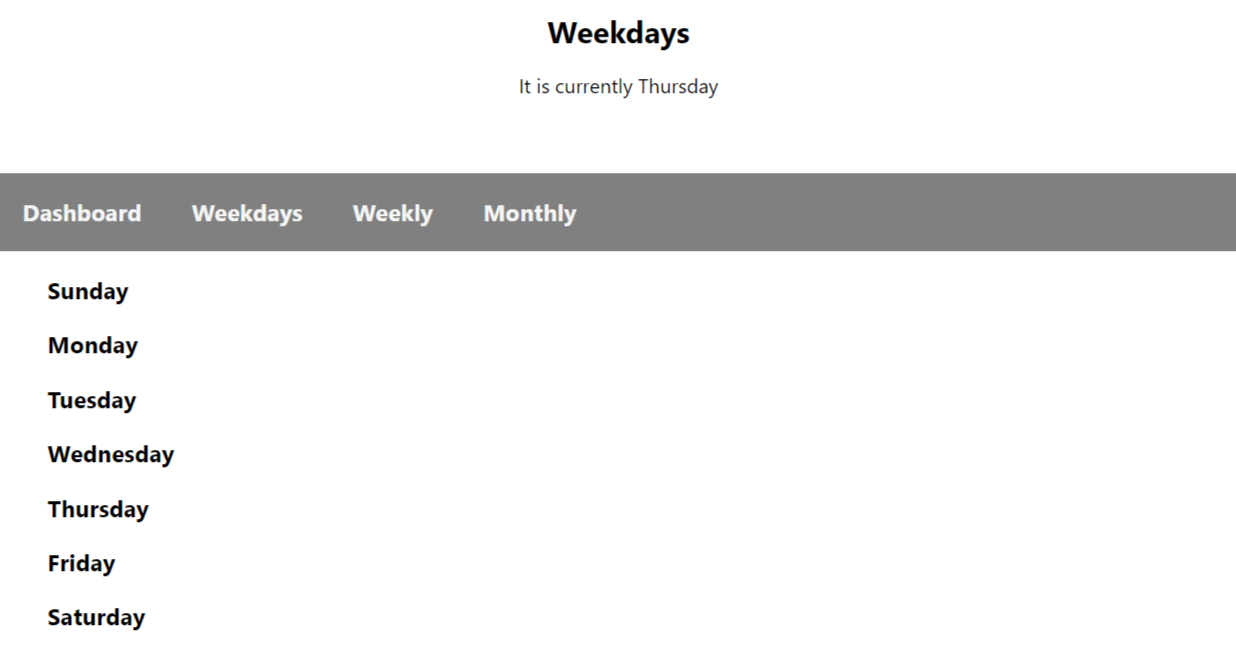 Weekdays
It is currently Thursday
Dashboard Weekdays Weekly Monthly
Sunday
Monday
Tuesday
Wednesday
Thursday
Friday
Saturday